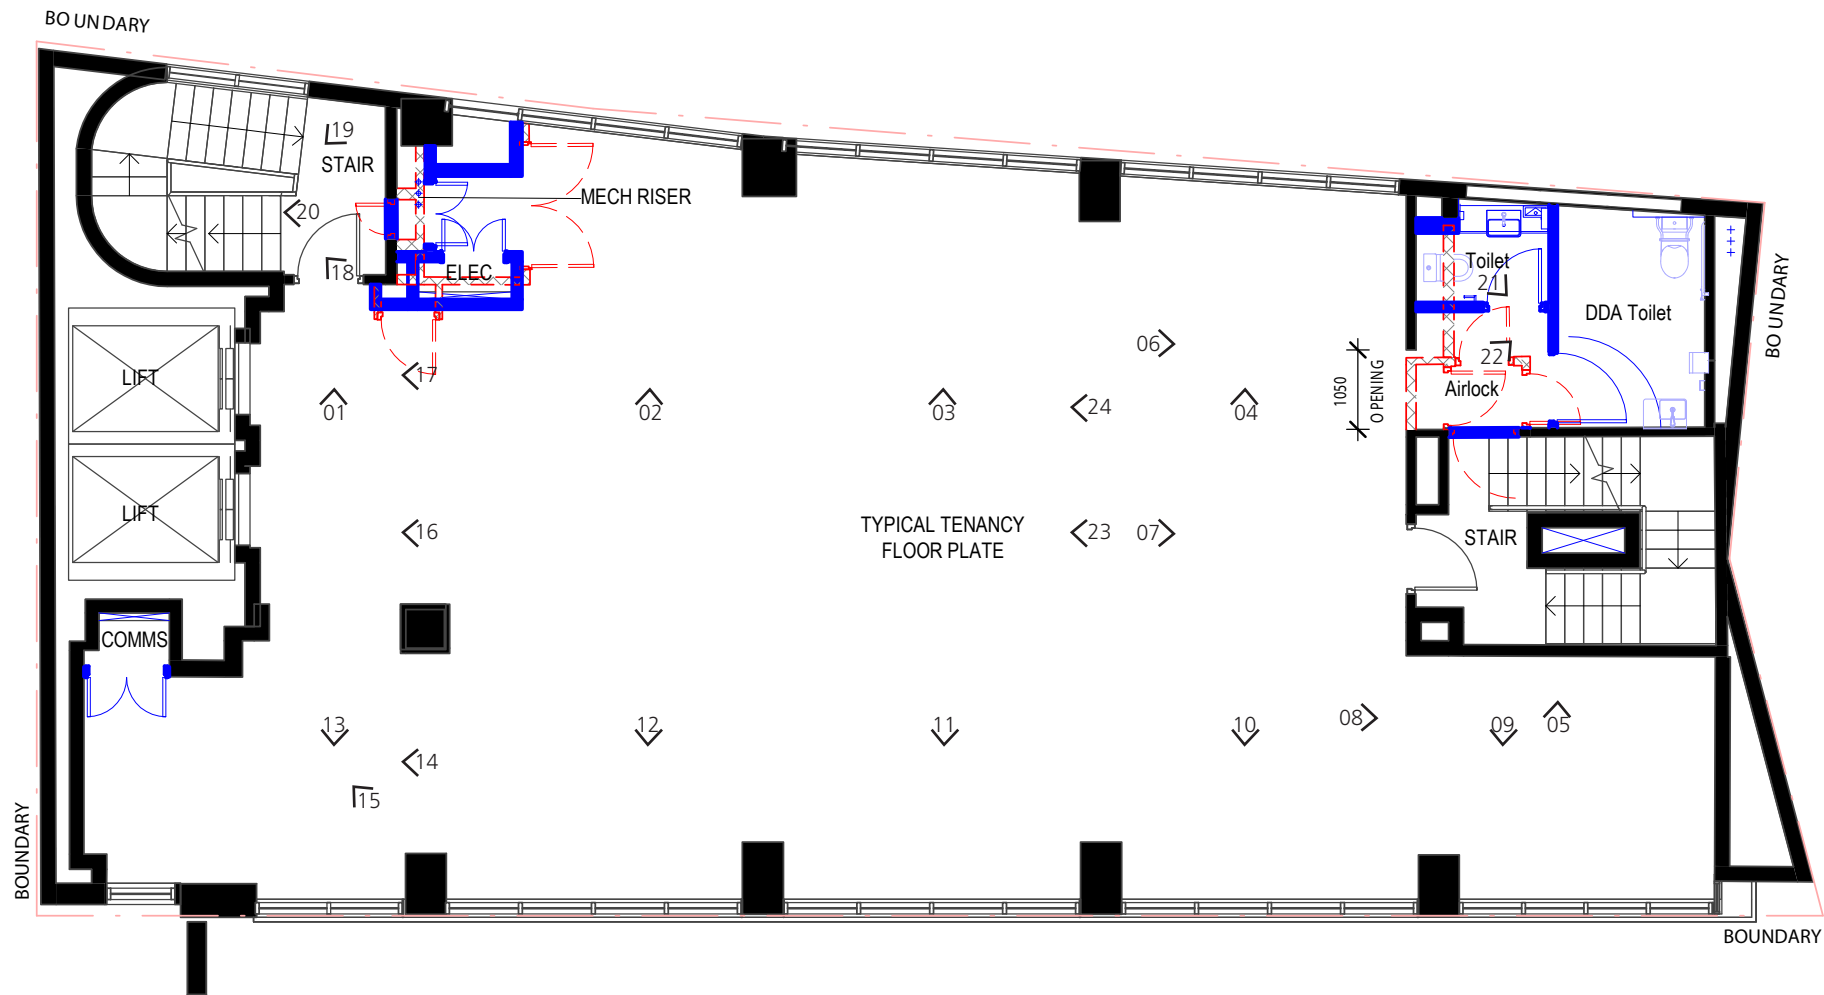 BOUNDARY
19
STAIR
MECH RISER
20
18
ELEC
Toilet
21
DDA Toilet
BOUNDARY
06
22
LIFT
17
Airlock
1050
OPENING
01
02
03
24
04
LIFT
16
TYPICAL TENANCY
FLOOR PLATE
23
07
STAIR
COMMS
13
12
11
10
08
09
05
14
15
BOUNDARY
BOUNDARY